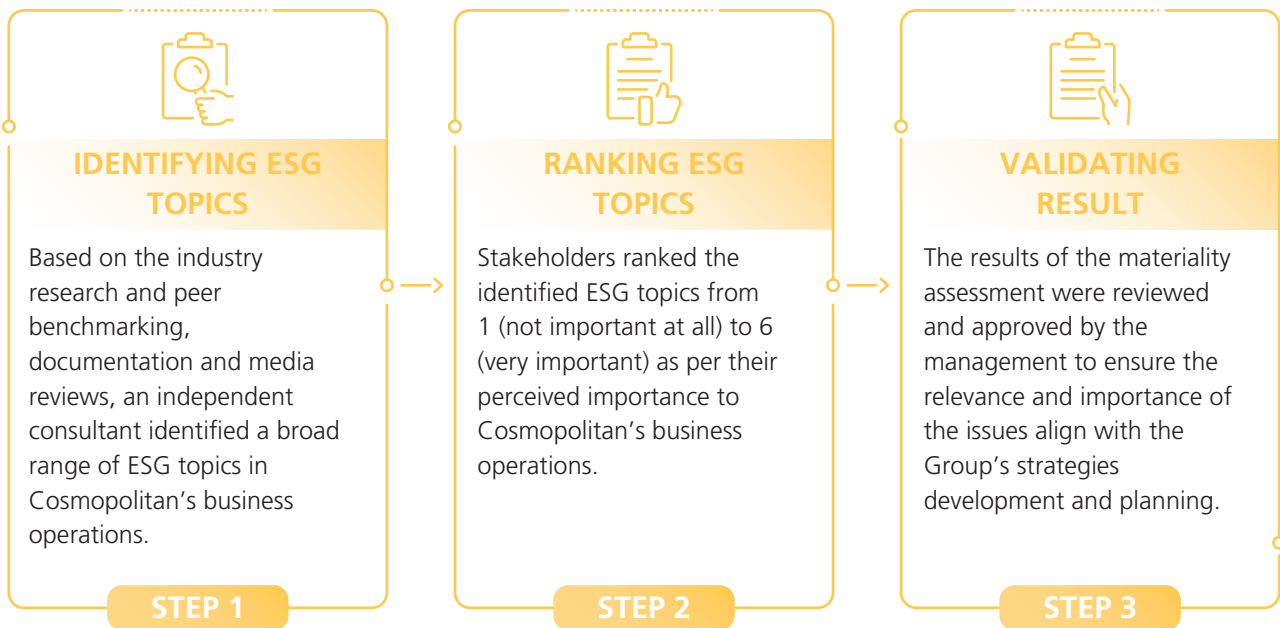 IDENTIFYING ESG
TOPICS
Based on the industry
research and peer
benchmarking,
documentation and media
reviews, an independent
consultant identified a broad
range of ESG topics in
Cosmopolitan’s business
operations.
STEP 1
RANKING ESG
TOPICS
Stakeholders ranked the
identified ESG topics from
1 (not important at all) to 6
(very important) as per their
perceived importance to
Cosmopolitan’s business
operations.
STEP 2
VALIDATING
RESULT
The results of the materiality
assessment were reviewed
and approved by the
management to ensure the
relevance and importance of
the issues align with the
Group’s strategies
development and planning.
STEP 3